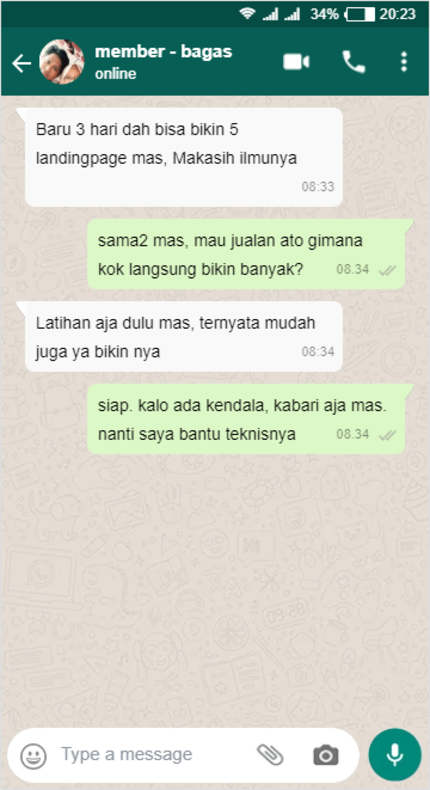 34% 20:23
member - bagas
online
Baru 3 hari dah bisa bikin 5
landingpage mas, Makasih ilmunya
08:33
sama2 mas, mau jualan ato gimana
kok langsung bikin banyak? 08.34
Latihan aja dulu mas, ternyata mudah
juga ya bikin nya 08:34
siap. kalo ada kendala, kabari aja mas.
nanti saya bantu teknisnya 08.34
09:28
Type a message